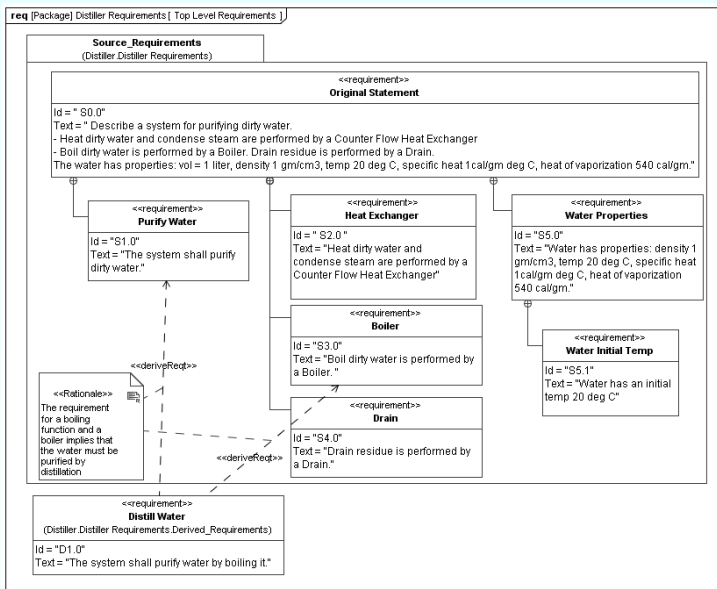 req [Package] Distiller Requirements [ Top Level Requirements ]
Source_Requirements
(Distiller.Distiller Requirements)
<<requirement>>
Original Statement
Id = " S0.0"
Text = " Describe a system for purifying dirty water.
- Heat dirty water and condense steam are performed by a Counter Flow Heat Exchanger
- Boil dirty water is performed by a Boiler. Drain residue is performed by a Drain.
The water has properties: vol = 1 liter, density 1 gm/cm3, temp 20 deg C, specific heat 1cal/gm deg C, heat of vaporization 540 cal/gm."
<<requirement>>
Purify Water
Id = "S1.0"
Text = "The system shall purify
dirty water."
<<requirement>>
Heat Exchanger
Id = " S2.0 "
Text = "Heat dirty water and
condense steam are performed by a
Counter Flow Heat Exchanger"
<<requirement>>
Water Properties
Id = "S5.0"
Text = "Water has properties: density 1
gm/cm3, temp 20 deg C, specific heat
1cal/gm deg C, heat of vaporization
540 cal/gm."
<<requirement>>
Boiler
Id = "S3.0"
Text = "Boil dirty water is performed by
a Boiler. "
<<requirement>>
Water Initial Temp
Id = "S5.1"
Text = "Water has an initial
temp 20 deg C"
<<deriveReqt>>
<<Rationale>>
The requirement
for a boiling
function and a
boiler implies that
the water must be
purified by
distillation
<<requirement>>
Drain
Id = "S4.0"
Text = "Drain residue is performed by
a Drain."
<<deriveReqt>>
<<requirement>>
Distill Water
(Distiller.Distiller Requirements.Derived_Requirements)
Id = "D1.0"
Text = "The system shall purify water by boiling it."